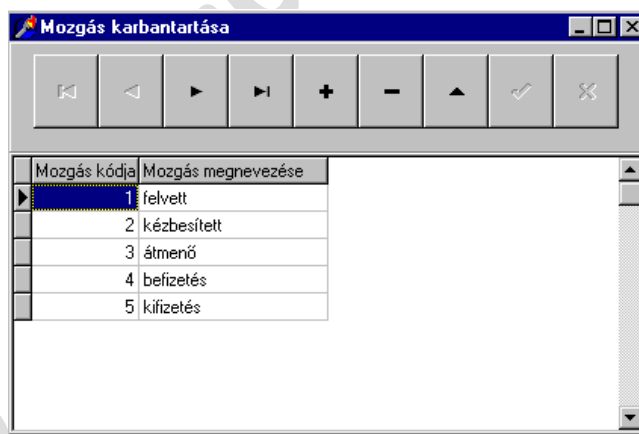 Mozgás karbantartása
Mozgás kódja Mozgás megnevezése
1 felvett
2 kézbesített
3 átmenő
4 befizetés
5 kifizetés